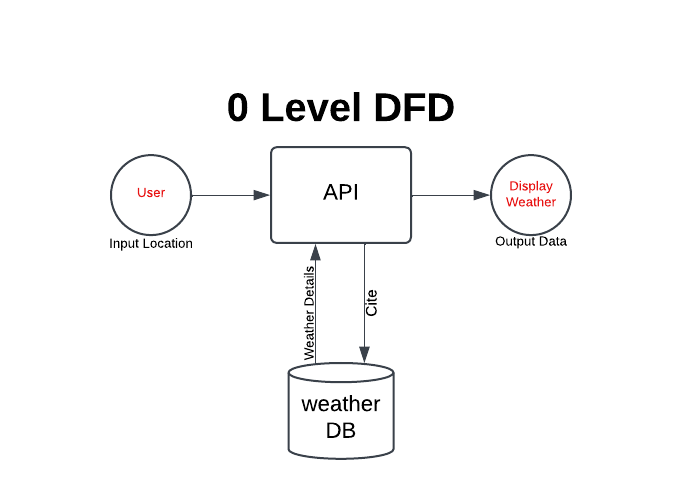 0 Level DFD
User
API
Display
Weather
Input Location
Output Data
Weather Details
Cite
weather
DB